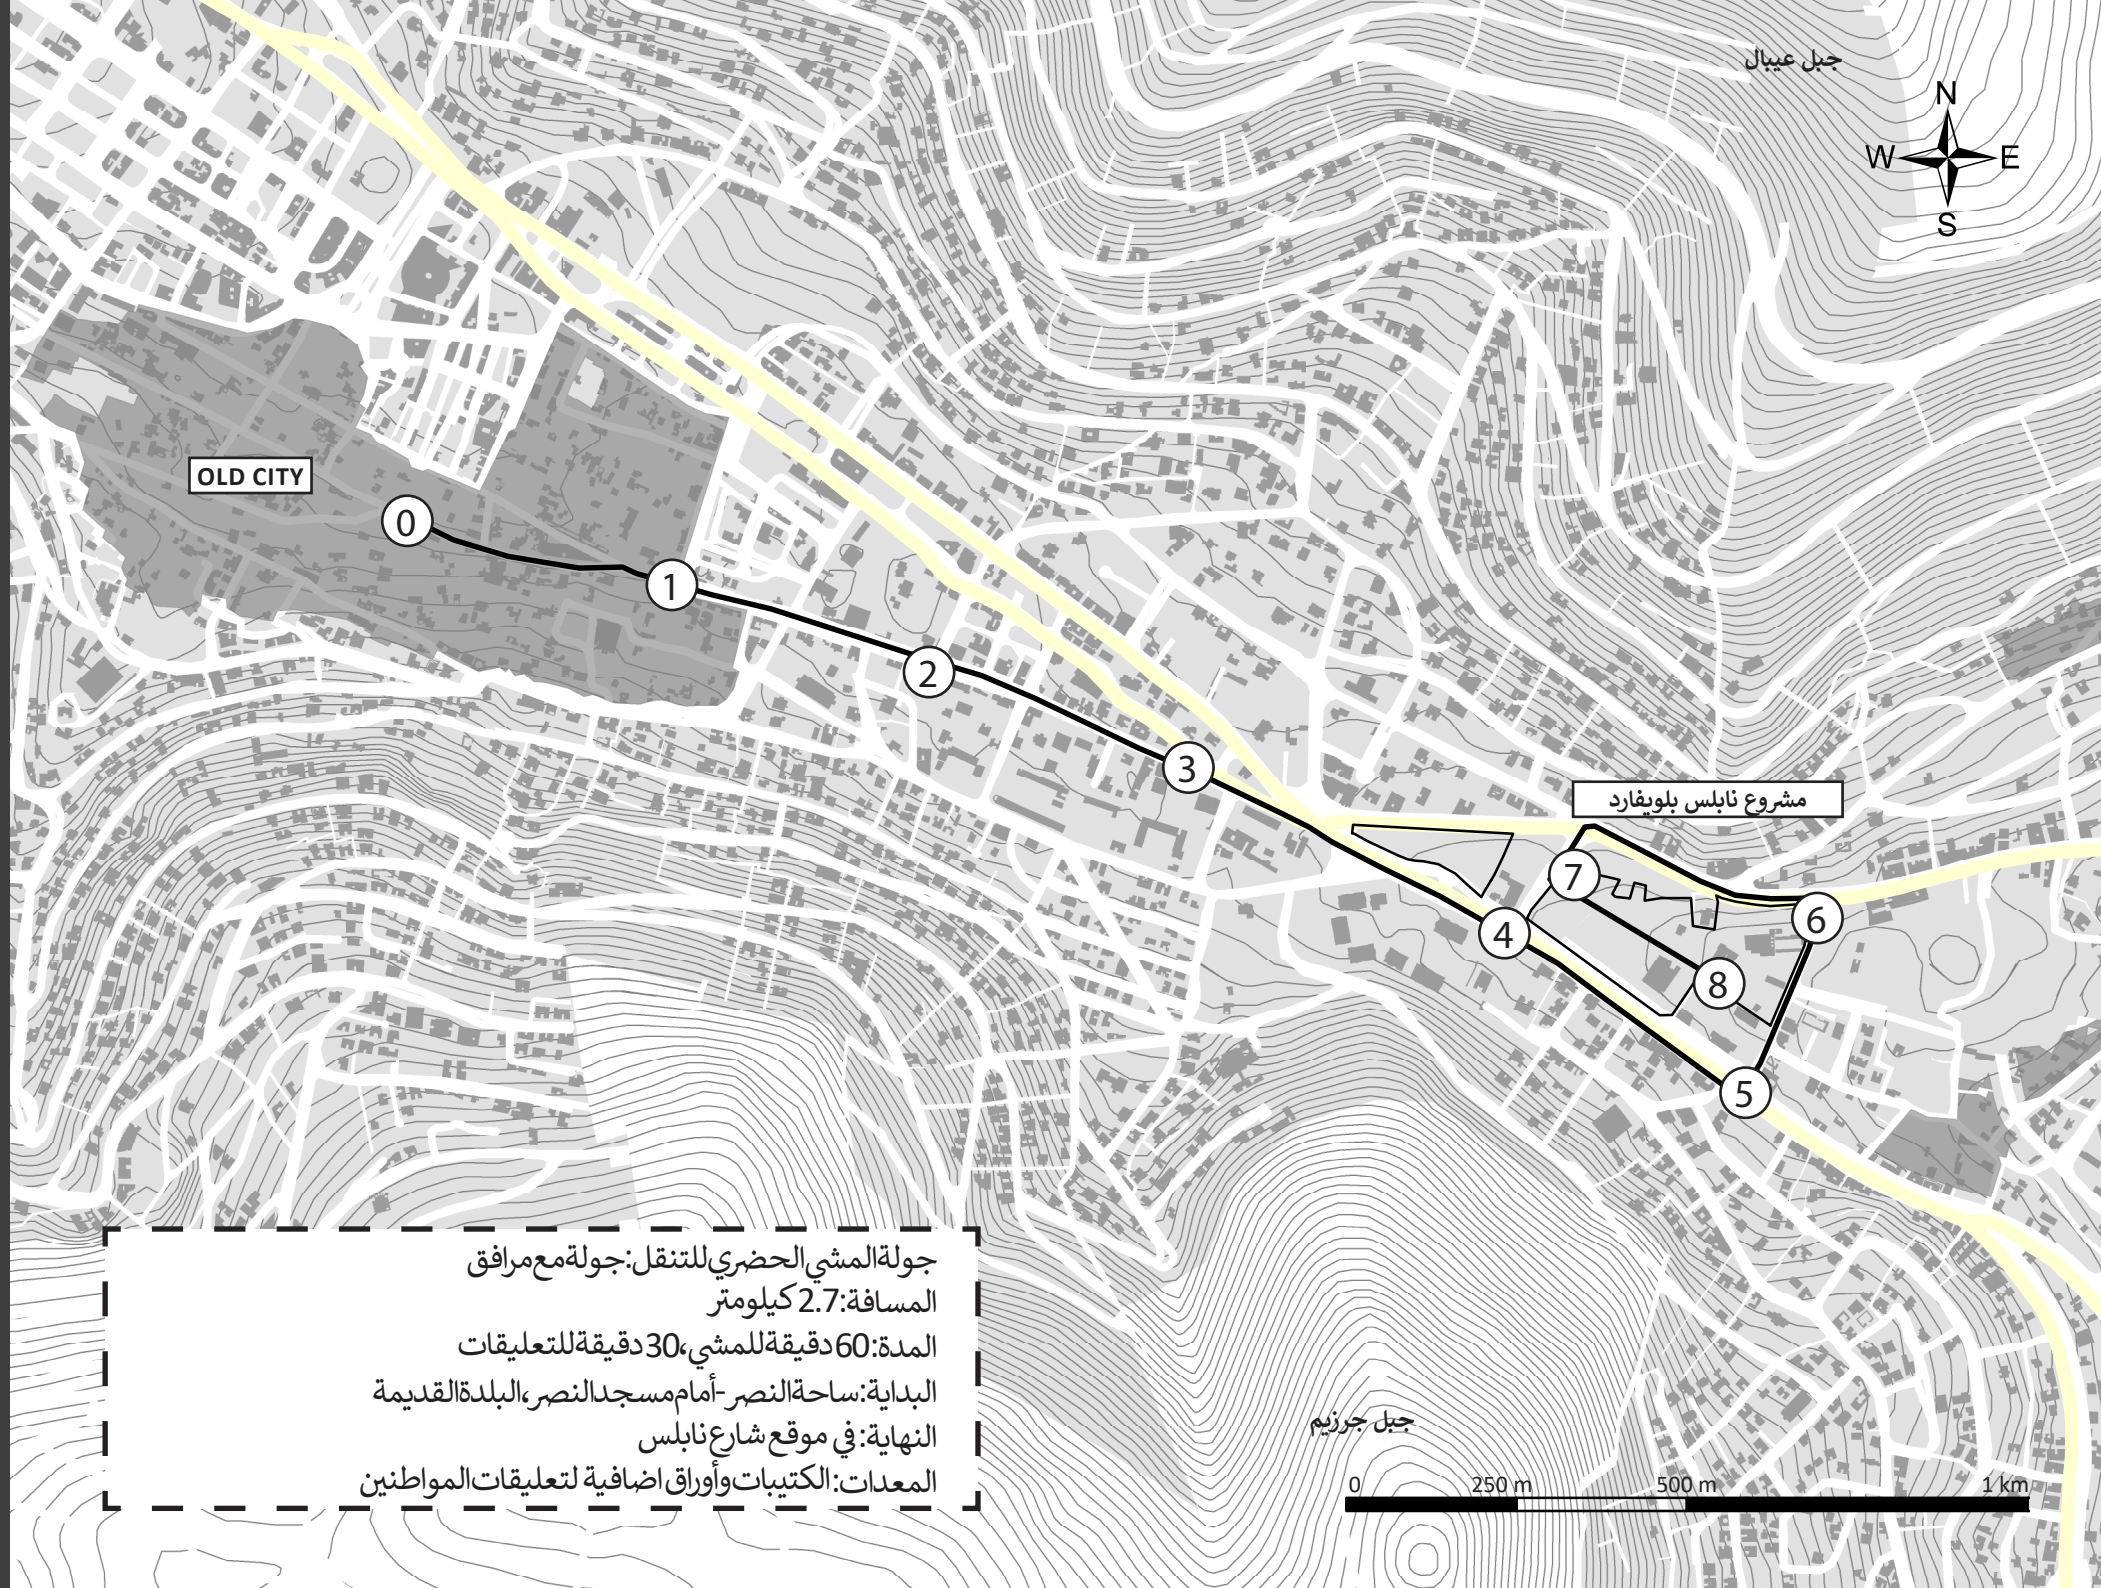 جبل عيبال
N
W E
S
OLD CITY
0
1
2
3
مشروع نابلس بلويفارد
7
6
4
8
5
جولة المشي الحضري للتنقل: جولة مع مرافق
المسافة: 2.7 كيلومتر
المدة: 60 دقيقة للمشي، 30 دقيقة للتعليقات
البداية: ساحة النصر - أمام مسجد النصر، البلدة القديمة
النهاية: في موقع شارع نابلس
المعدات: الكتيبات وأوراق اضافية لتعليقات المواطنين
جبل جرزيم
0 250 m 500 m 1 km